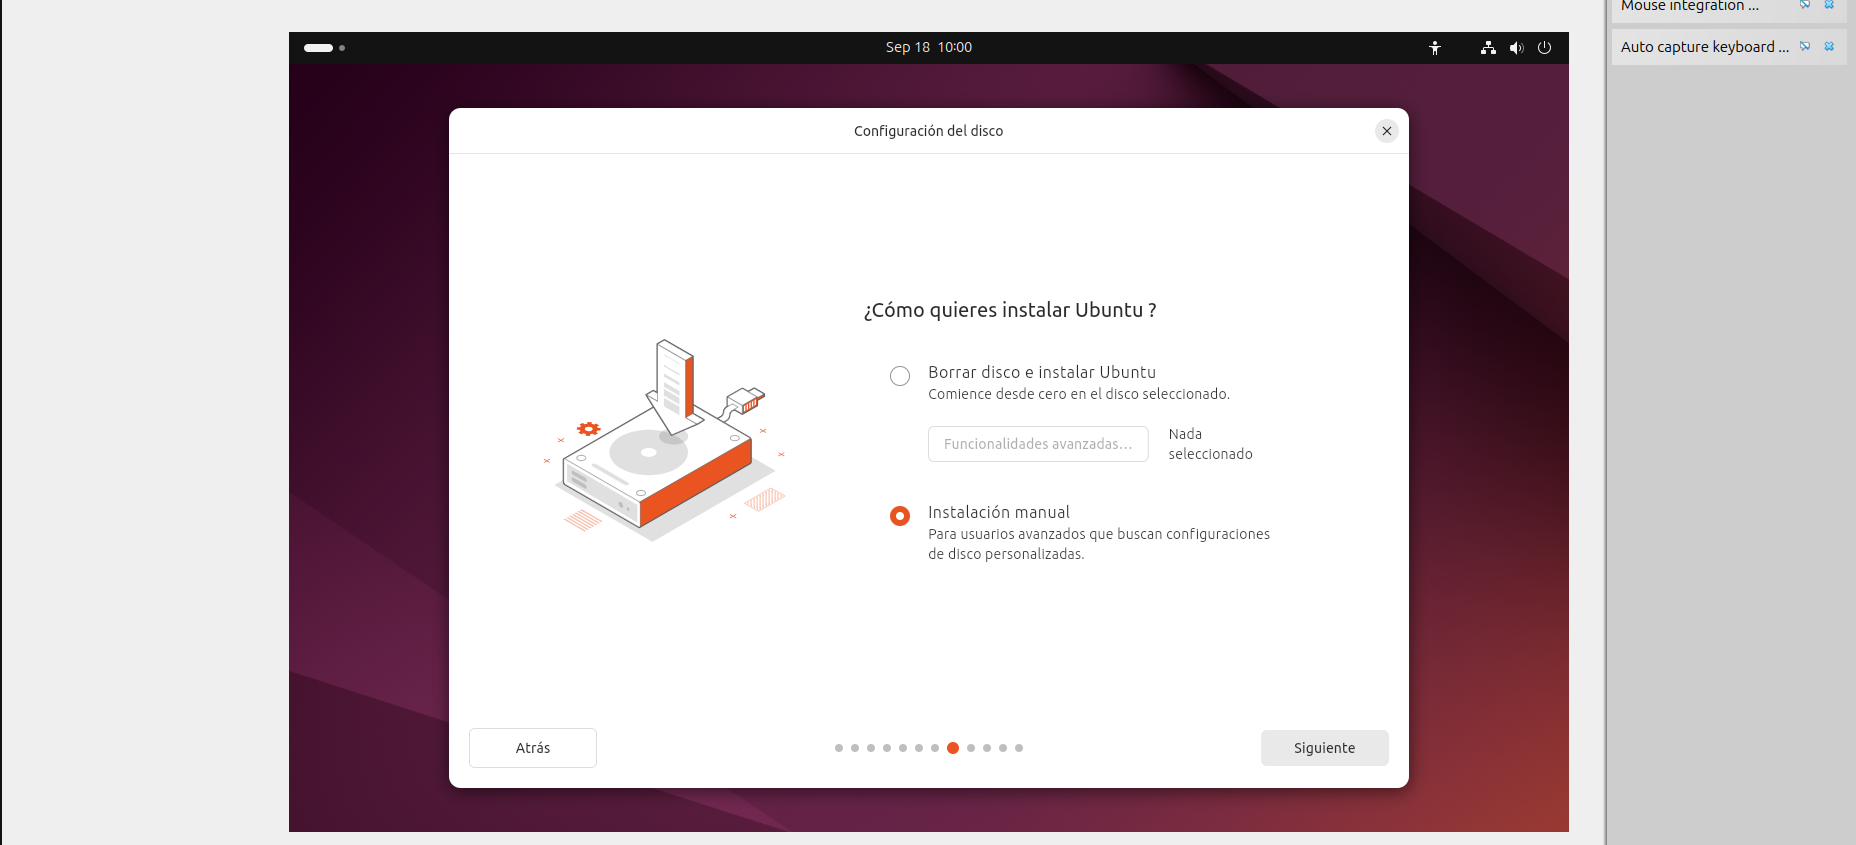 Mouse integration ...
Sep 18 10:00
Auto capture keyboard ...
Configuración del disco
¿Cómo quieres instalar Ubuntu ?
Borrar disco e instalar Ubuntu
Comience desde cero en el disco seleccionado.
Funcionalidades avanzadas...
Nada
seleccionado
Instalación manual
Para usuarios avanzados que buscan configuraciones
de disco personalizadas.
Atrás
Siguiente